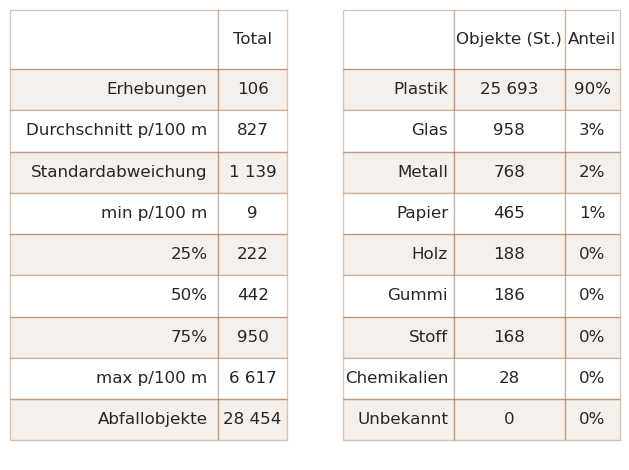 Total
Erhebungen 106
Durchschnitt p/100 m 827
Standardabweichung 1 139
min p/100 m 9
25% 222
50% 442
75% 950
max p/100 m 6 617
Abfallobjekte 28 454
Objekte (St.) Anteil
Plastik 25 693 90%
Glas 958 3%
Metall 768 2%
Papier 465 1%
Holz 188 0%
Gummi 186 0%
Stoff 168 0%
Chemikalien 28 0%
Unbekannt 0 0%